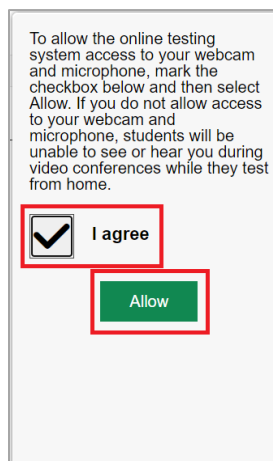 To allow the online testing
system access to your webcam
and microphone, mark the
checkbox below and then select
Allow. If you do not allow access
to your webcam and
microphone, students will be
unable to see or hear you during
video conferences while they test
from home.
I agree
Allow